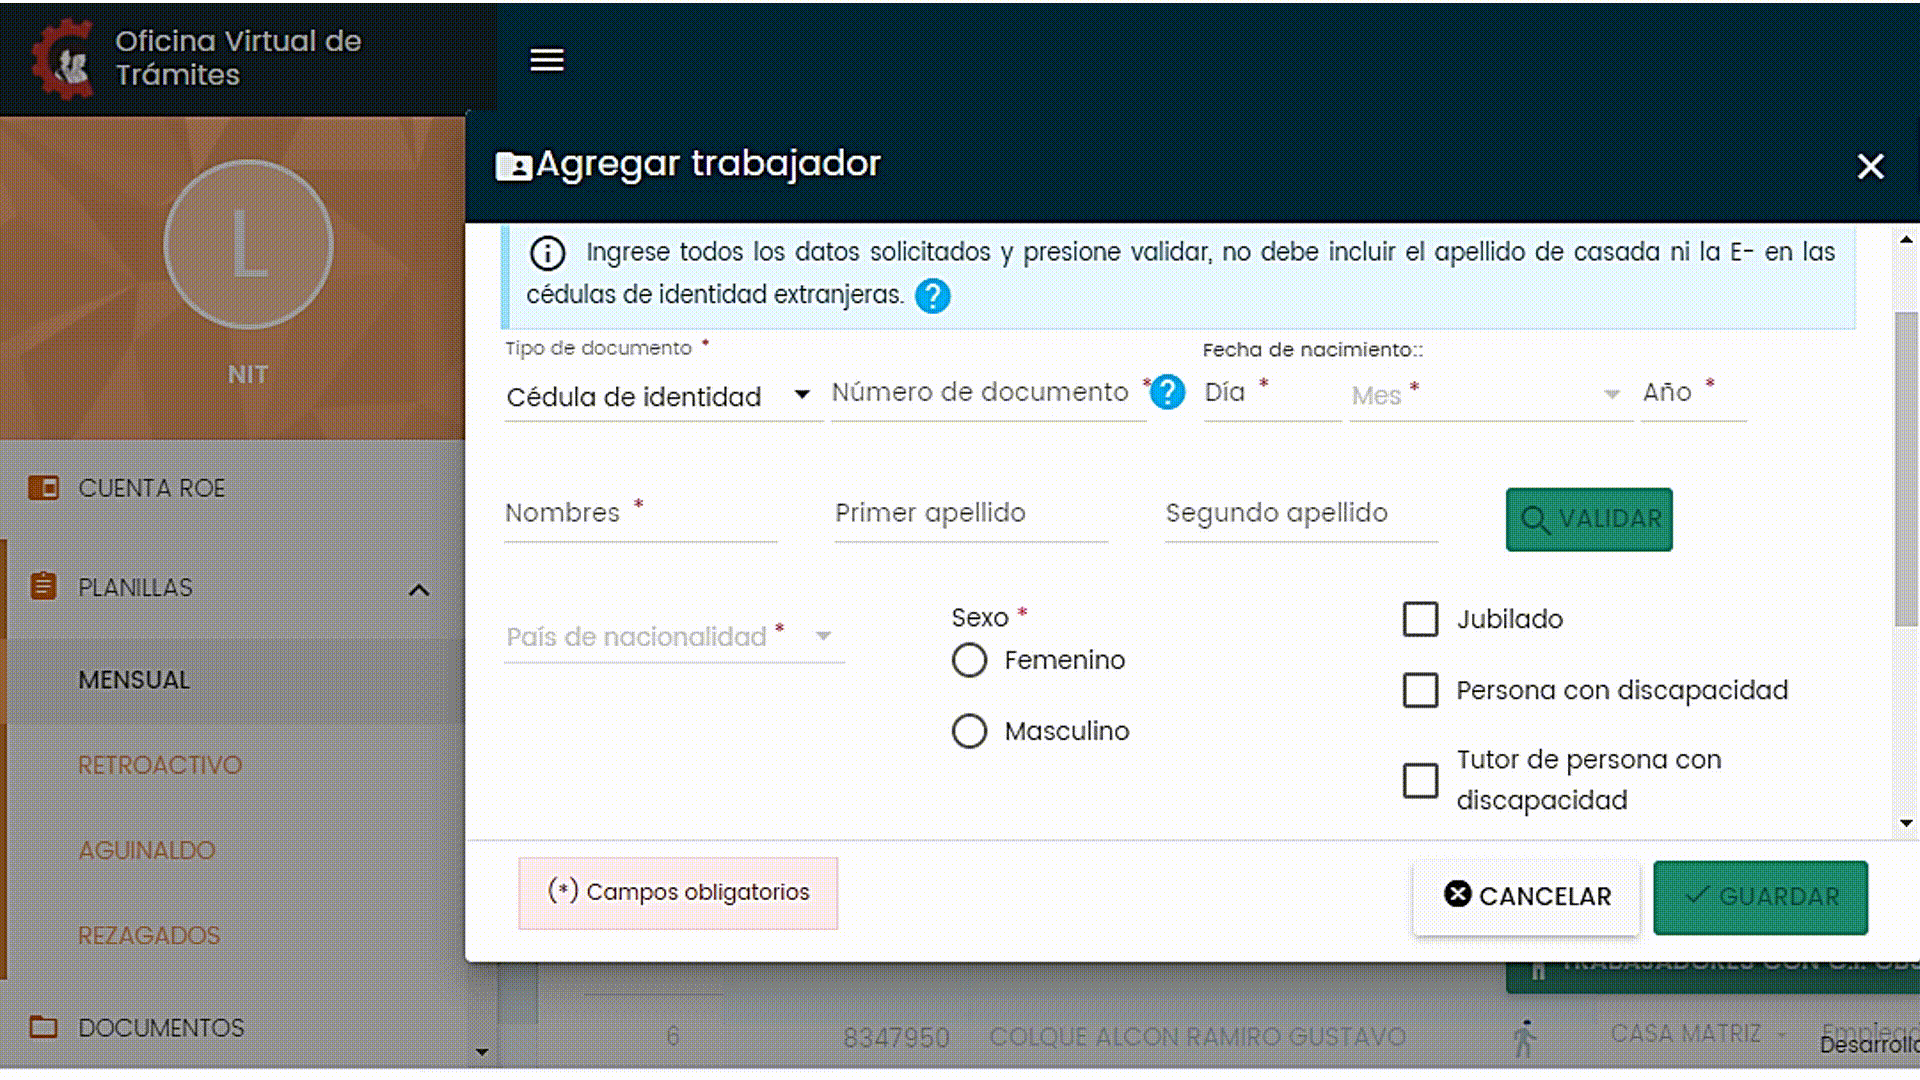 Oficina Virtual de
Trámites
L
NIT
CUENTA ROE
PLANILLAS
MENSUAL
RETROACTIVO
AGUINALDO
REZAGADOS
DOCUMENTOS
Agregar trabajador
Ingrese todos los datos solicitados y presione validar, no debe incluir el apellido de casada ni la E- en las
cédulas de identidad extranjeras. ?
Tipo de documento *
Fecha de nacimiento::
Cédula de identidad
Número de documento * ?
Día *
Mes *
Año *
Nombres *
Primer apellido
Segundo apellido
VALIDAR
País de nacionalidad *
Sexo *
Femenino
Masculino
Jubilado
Persona con discapacidad
Tutor de persona con
discapacidad
(*) Campos obligatorios
CANCELAR
GUARDAR
TRABAJADORES CON C.I.
6 8347950 COLQUE ALCON RAMIRO GUSTAVO CASA MATRIZ